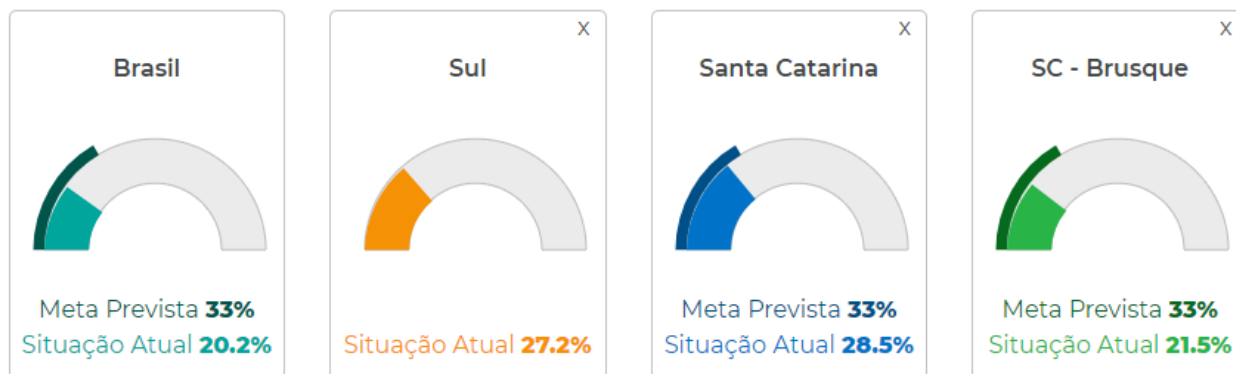 Brasil
Meta Prevista 33%
Situação Atual 20.2%
X
Sul
Situação Atual 27.2%
X
Santa Catarina
Meta Prevista 33%
Situação Atual 28.5%
X
SC - Brusque
Meta Prevista 33%
Situação Atual 21.5%